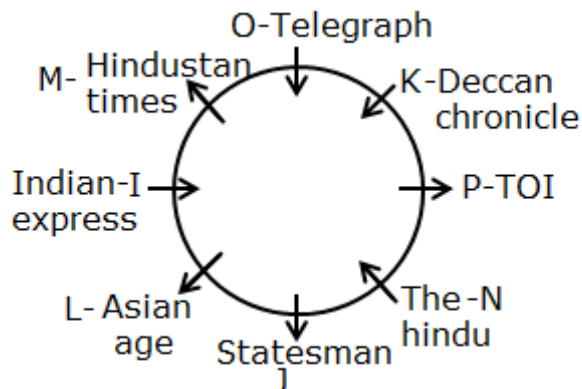 O-Telegraph
M- Hindustan
times
K-Deccan
chronicle
Indian-I
express
P-TOI
L-Asian
age
The-N
hindu
Statesman